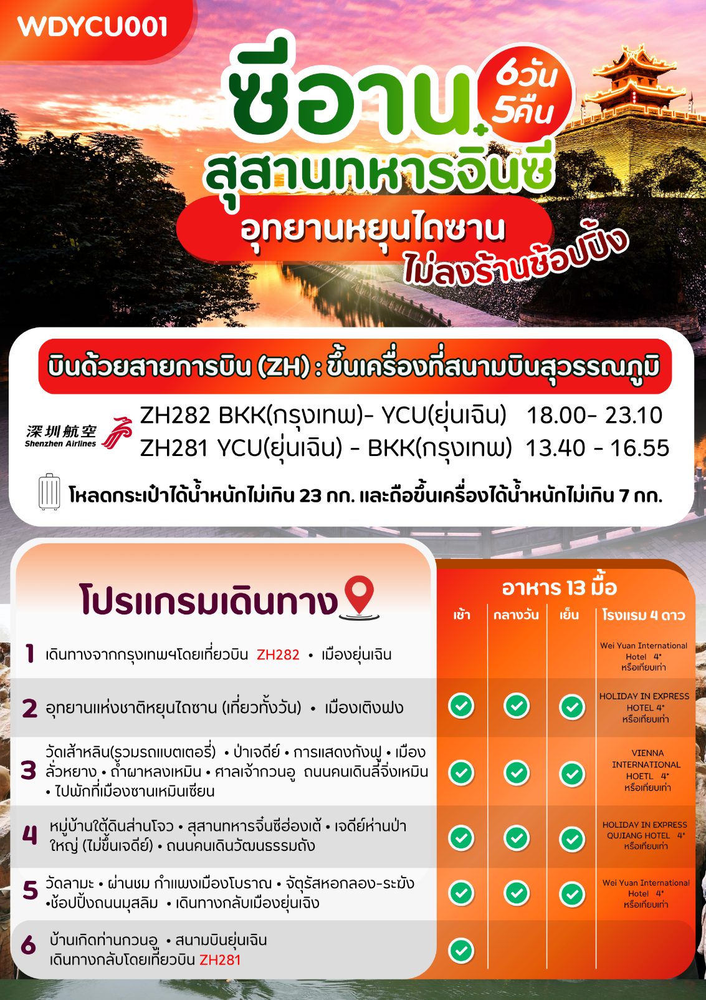 WDYCU001
ซีอาน
6วัน
5คืน
สุสานทหารจิ๋นซี
อุทยานหยุนไดซาน
ไม่ลงร้านช้อปปิ้ง
บินด้วยสายการบิน (ZH) : ขึ้นเครื่องที่สนามบินสุวรรณภูมิ
深圳航空
Shenzhen Airlines
ZH282 BKK(กรุงเทพ)- YCU(ยุ่นเฉิน) 18.00- 23.10
ZH281 YCU(ยุ่นเฉิน) - BKK(กรุงเทพ) 13.40 - 16.55
โหลดกระเป๋าได้น้ำหนักไม่เกิน 23 กก. และถือขึ้นเครื่องได้น้ำหนักไม่เกิน 7 กก.
โปรแกรมเดินทาง
อาหาร 13 มื้อ
เช้า กลางวัน เย็น โรงแรม 4 ดาว
1 เดินทางจากกรุงเทพฯโดยเที่ยวบิน ZH282 • เมืองยุ่นเฉิน
Wei Yuan International
Hotel 4*
หรือเทียบเท่า
2 อุทยานแห่งชาติหยุนไถซาน (เที่ยวทั้งวัน) • เมืองเติงฟง
HOLIDAY IN EXPRESS
HOTEL 4*
หรือเทียบเท่า
3 วัดเส้าหลิน(รวมรถแบตเตอรี่) • ป่าเจดีย์ • การแสดงกังฟู • เมือง
ลั่วหยาง • ถ้ำผาหลงเหมิน • ศาลเจ้ากวนอู ถนนคนเดินลี่จิ่งเหมิน
• ไปพักที่เมืองซานเหมินเซียน
VIENNA
INTERNATIONAL
HOETL 4*
หรือเทียบเท่า
4 หมู่บ้านใต้ดินส่านโจว • สุสานทหารจิ๋นซีฮ่องเต้ • เจดีย์ห่านป่า
ใหญ่ (ไม่ขึ้นเจดีย์) • ถนนคนเดินวัฒนธรรมถัง
HOLIDAY IN EXPRESS
QUJIANG HOTEL 4*
หรือเทียบเท่า
5 วัดลามะ • ผ่านชม กำแพงเมืองโบราณ • จัตุรัสหอกลอง-ระฆัง
•ช้อปปิ้งถนนมุสลิม • เดินทางกลับเมืองยุ่นเฉิง
Wei Yuan International
Hotel 4*
หรือเทียบเท่า
6 บ้านเกิดท่านกวนอู • สนามบินยุ่นเฉิน
เดินทางกลับโดยเที่ยวบิน ZH281